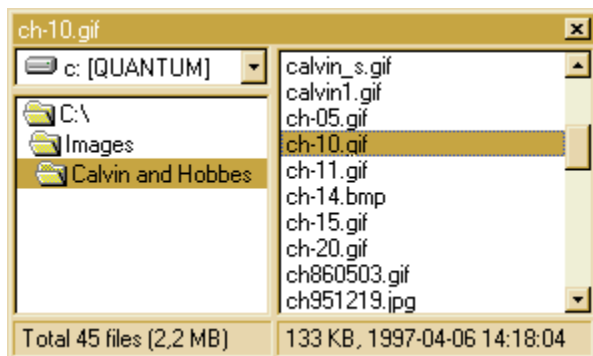 ch-10.gif
c: [QUANTUM]
C:\
Images
Calvin and Hobbes
calvin_s.gif
calvin1.gif
ch-05.gif
ch-10.gif
ch-11.gif
ch-14.bmp
ch-15.gif
ch-20.gif
ch860503.gif
ch951219.jpg
Total 45 files (2,2 MB)
133 KB, 1997-04-06 14:18:04